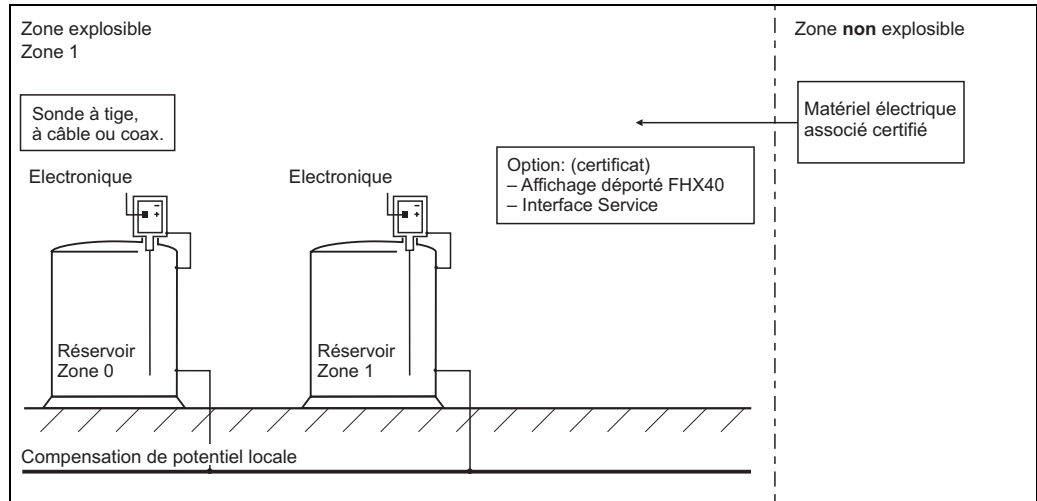 Zone explosible
Zone 1
Zone non explosible
Sonde à tige,
à câble ou coax.
Matériel électrique
associé certifié
Option: (certificat)
– Affichage déporté FHX40
– Interface Service
Electronique
Electronique
Réservoir
Zone 0
Réservoir
Zone 1
Compensation de potentiel locale